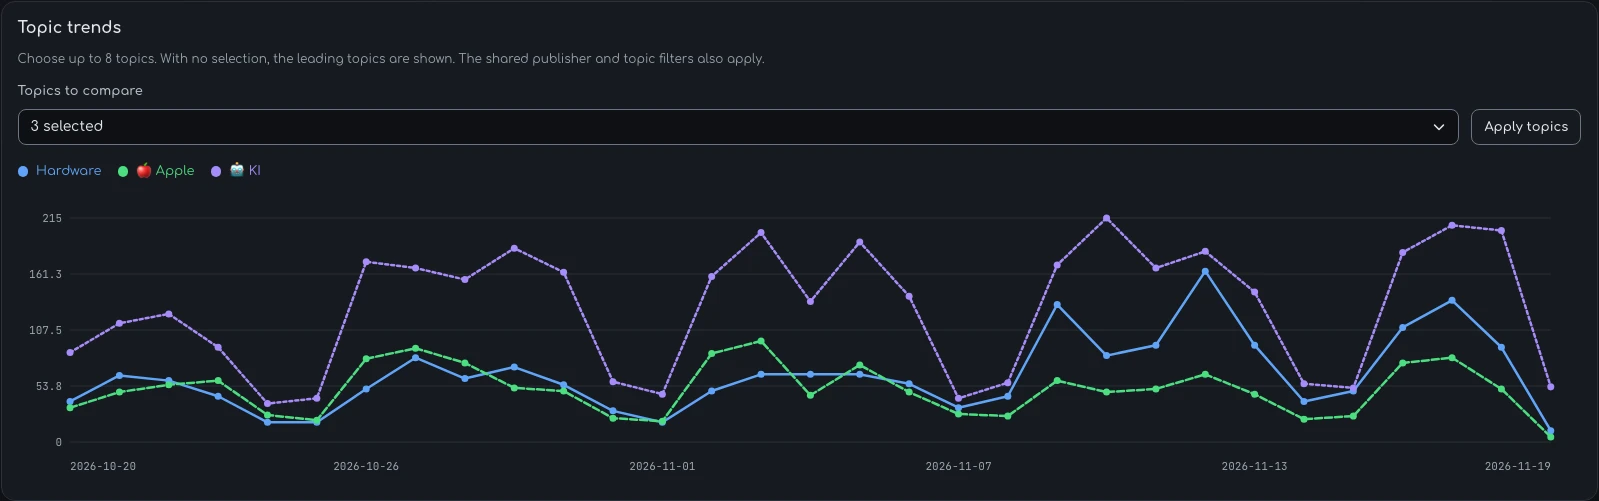 Topic trends
Choose up to 8 topics. With no selection, the leading topics are shown. The shared publisher and topic filters also apply.
Topics to compare
3 selected
Apply topics
Hardware 🍎 Apple 🤖 KI
215
161.3
107.5
53.8
0
2026-10-20 2026-10-26 2026-11-01 2026-11-07 2026-11-13 2026-11-19